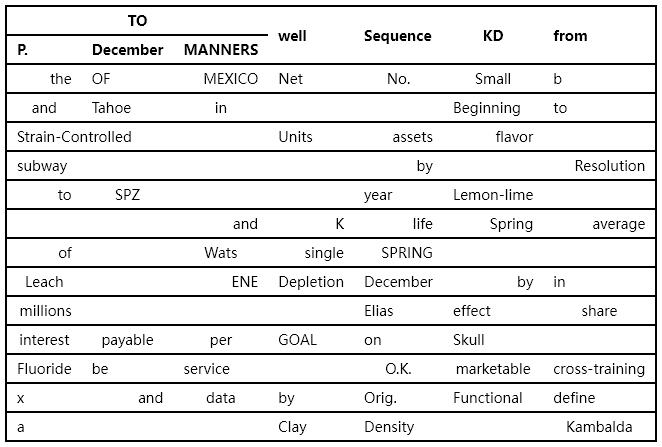 TO well Sequence KD from
P. December MANNERS
the OF MEXICO Net No. Small b
and Tahoe in Beginning to
Strain-Controlled Units assets flavor
subway by Resolution
to SPZ year Lemon-lime
and K life Spring average
of Wats single SPRING
Leach ENE Depletion December by in
millions Elias effect share
interest payable per GOAL on Skull
Fluoride be service O.K. marketable cross-training
x and data by Orig. Functional define
a Clay Density Kambalda